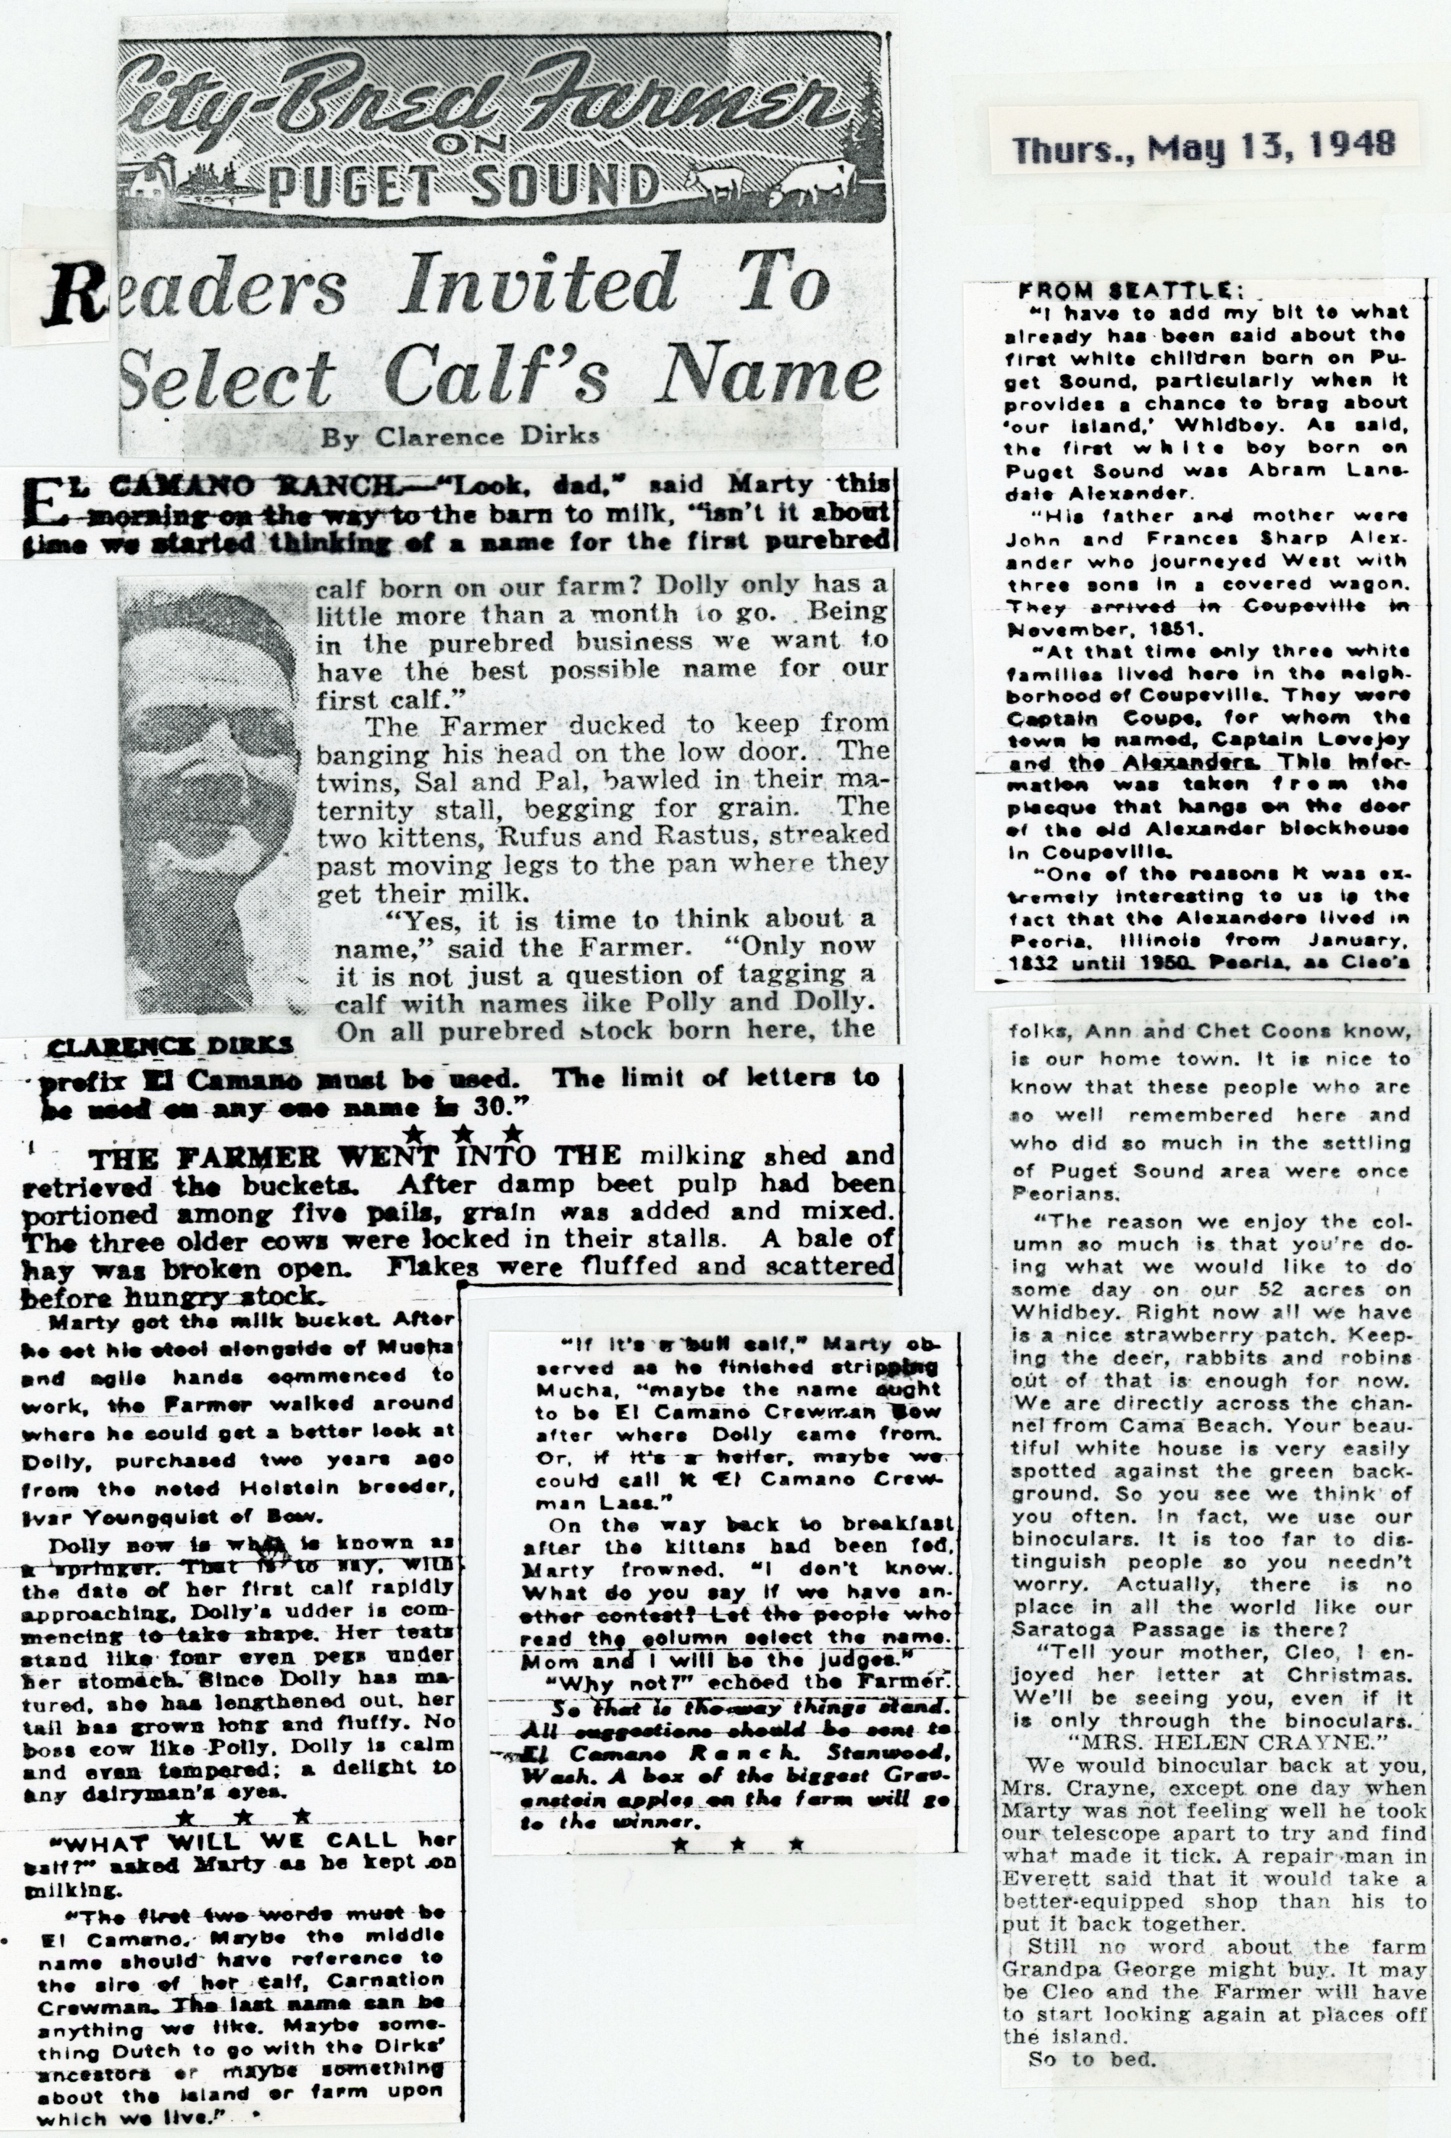 City-Bred Farmer
ON
PUGET SOUND
Thurs., May 13, 1948
Readers Invited To
Select Calf's Name
By Clarence Dirks
EL CAMANO RANCH.—"Look, dad," said Marty this
morning on the way to the barn to milk, "isn't it about
time we started thinking of a name for the first purebred
calf born on our farm? Dolly only has a
little more than a month to go. Being
in the purebred business we want to
have the best possible name for our
first calf."
The Farmer ducked to keep from
banging his head on the low door. The
twins, Sal and Pal, bawled in their ma-
ternity stall, begging for grain. The
two kittens, Rufus and Rastus, streaked
past moving legs to the pan where they
get their milk.
"Yes, it is time to think about a
name," said the Farmer. "Only now
it is not just a question of tagging a
calf with names like Polly and Dolly.
On all purebred stock born here, the
CLARENCE DIRKS
prefix El Camano must be used. The limit of letters to
be used on any one name is 30."
★ ★ ★
THE FARMER WENT INTO THE milking shed and
retrieved the buckets. After damp beet pulp had been
portioned among five pails, grain was added and mixed.
The three older cows were locked in their stalls. A bale of
hay was broken open. Flakes were fluffed and scattered
before hungry stock.
Marty got the milk bucket. After
he set his stool alongside of Mucha
and agile hands commenced to
work, the Farmer walked around
where he could get a better look at
Dolly, purchased two years ago
from the noted Holstein breeder,
Ivar Youngquist of Bow.
Dolly now is what is known as
a springer. That is to say, with
the date of her first calf rapidly
approaching, Dolly's udder is com-
mencing to take shape. Her teats
stand like four even pegs under
her stomach. Since Dolly has ma-
tured, she has lengthened out, her
tail has grown long and fluffy. No
boss cow like Polly, Dolly is calm
and even tempered; a delight to
any dairyman's eyes.
★ ★ ★
"WHAT WILL WE CALL her
calf?" asked Marty as he kept on
milking.
"The first two words must be
El Camano. Maybe the middle
name should have reference to
the sire of her calf, Carnation
Crewman. The last name can be
anything we like. Maybe some-
thing Dutch to go with the Dirks'
ancestors or maybe something
about the island or farm upon
which we live."
"If it's a bull calf," Marty ob-
served as he finished stripping
Mucha, "maybe the name ought
to be El Camano Crewman Bow
after where Dolly came from.
Or, if it's a heifer, maybe we
could call it El Camano Crew-
man Lass."
On the way back to breakfast
after the kittens had been fed,
Marty frowned. "I don't know.
What do you say if we have an-
other contest? Let the people who
read the column select the name.
Mom and I will be the judges."
"Why not?" echoed the Farmer.
So that is the way things stand.
All suggestions should be sent to
El Camano Ranch, Stanwood,
Wash. A box of the biggest Grav-
enstein apples on the farm will go
to the winner.
★ ★ ★
FROM SEATTLE:
"I have to add my bit to what
already has been said about the
first white children born on Pu-
get Sound, particularly when it
provides a chance to brag about
'our island,' Whidbey. As said,
the first white boy born on
Puget Sound was Abram Lans-
dale Alexander.
"His father and mother were
John and Frances Sharp Alex-
ander who journeyed West with
three sons in a covered wagon.
They arrived in Coupeville in
November, 1851.
"At that time only three white
families lived here in the neigh-
borhood of Coupeville. They were
Captain Coupe, for whom the
town is named, Captain Lovejoy
and the Alexanders. This infor-
mation was taken from the
placque that hangs on the door
of the old Alexander blockhouse
in Coupeville.
"One of the reasons it was ex-
tremely interesting to us is the
fact that the Alexanders lived in
Peoria, Illinois from January,
1832 until 1950. Peoria, as Cleo's
folks, Ann and Chet Coons know,
is our home town. It is nice to
know that these people who are
so well remembered here and
who did so much in the settling
of Puget Sound area were once
Peorians.
"The reason we enjoy the col-
umn so much is that you're do-
ing what we would like to do
some day on our 52 acres on
Whidbey. Right now all we have
is a nice strawberry patch. Keep-
ing the deer, rabbits and robins
out of that is enough for now.
We are directly across the chan-
nel from Cama Beach. Your beau-
tiful white house is very easily
spotted against the green back-
ground. So you see we think of
you often. In fact, we use our
binoculars. It is too far to dis-
tinguish people so you needn't
worry. Actually, there is no
place in all the world like our
Saratoga Passage is there?
"Tell your mother, Cleo, I en-
joyed her letter at Christmas.
We'll be seeing you, even if it
is only through the binoculars.
"MRS. HELEN CRAYNE."
We would binocular back at you,
Mrs. Crayne, except one day when
Marty was not feeling well he took
our telescope apart to try and find
what made it tick. A repair man in
Everett said that it would take a
better-equipped shop than his to
put it back together.
Still no word about the farm
Grandpa George might buy. It may
be Cleo and the Farmer will have
to start looking again at places off
the island.
So to bed.